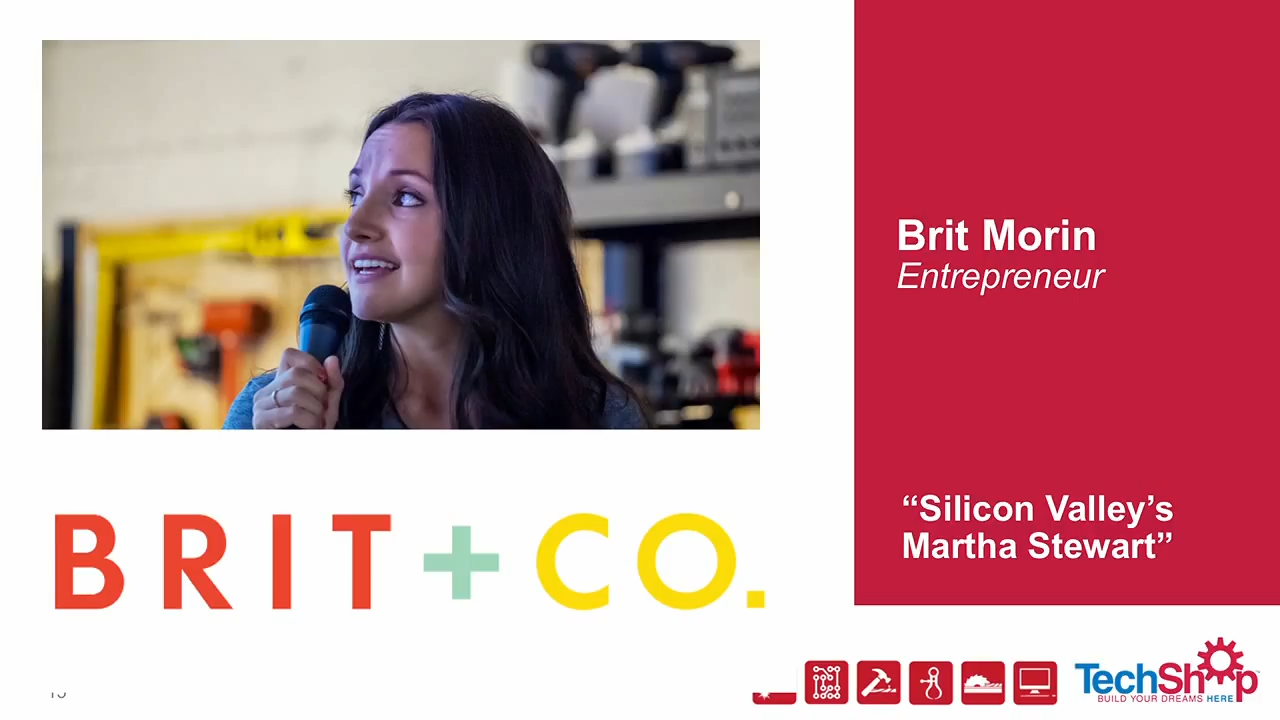 Brit Morin
Entrepreneur
“Silicon Valley’s
Martha Stewart”
BRIT + CO.
TechShop
BUILD YOUR DREAMS HERE